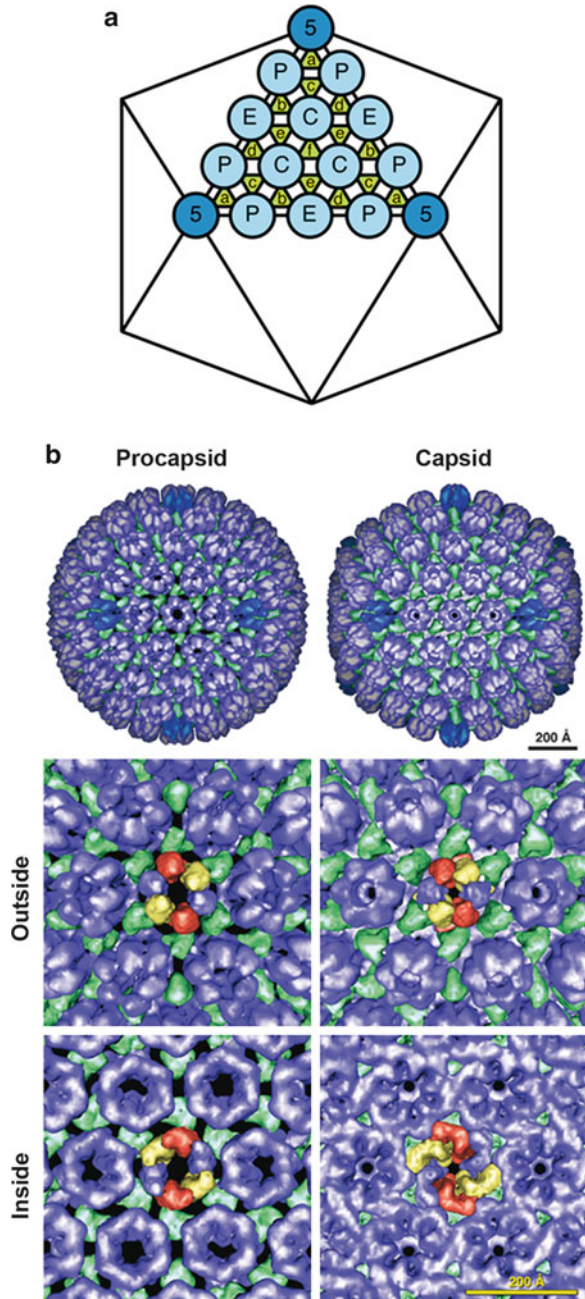 a
5
a
P P
c
b d
E C E
e e
d f b
P C C P
c e c
a b d a
5 P E P 5
b
Procapsid Capsid
200 Å
Outside
Inside
200 Å